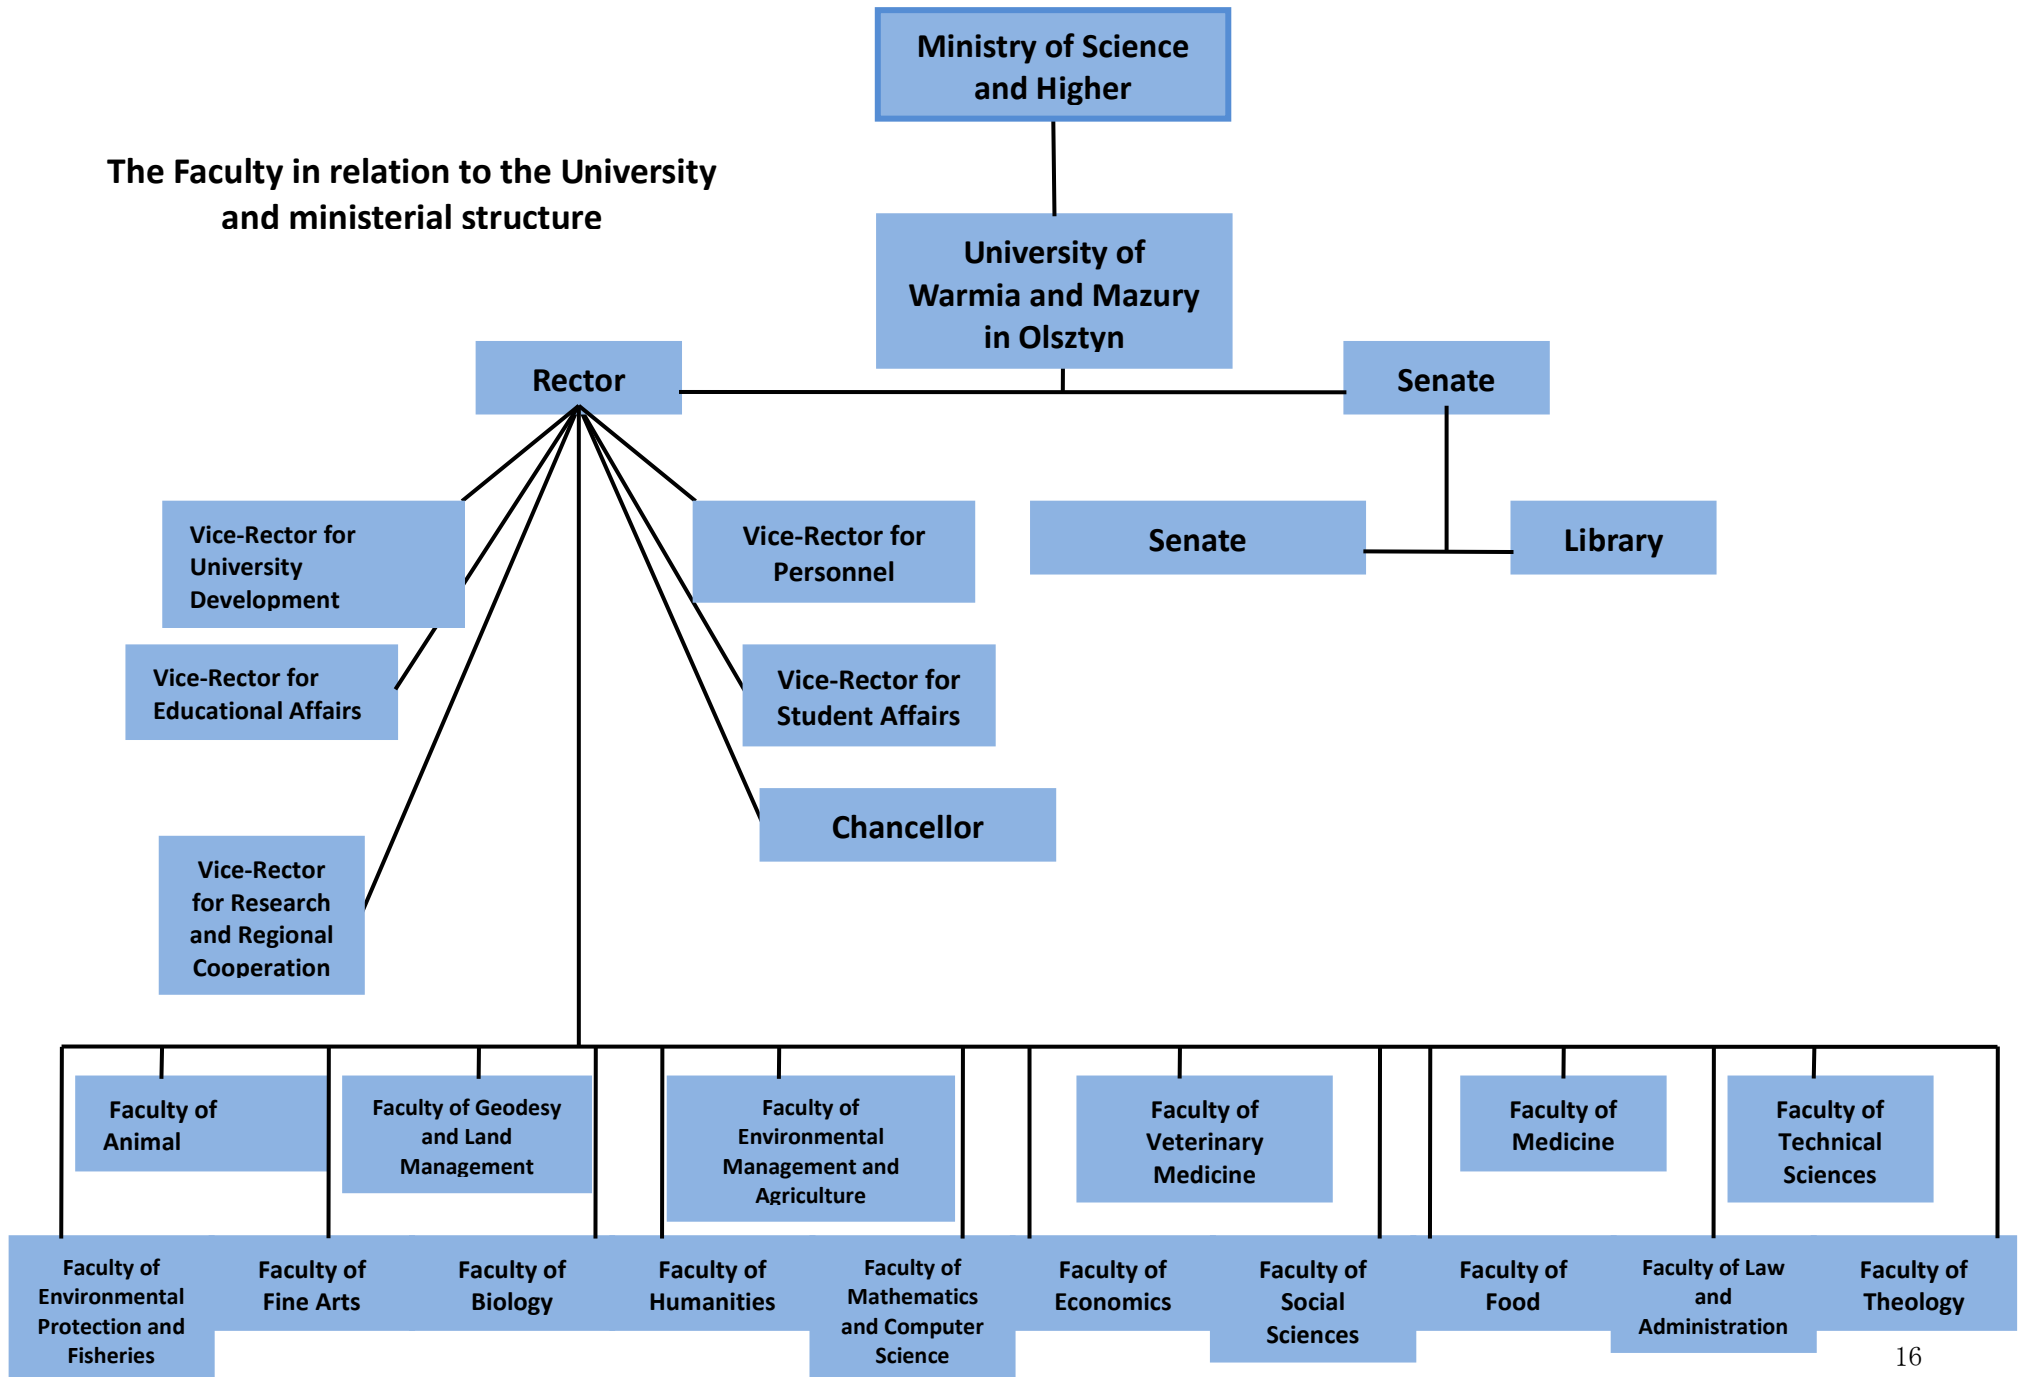 Ministry of Science
and Higher
The Faculty in relation to the University
and ministerial structure
University of
Warmia and Mazury
in Olsztyn
Rector
Senate
Vice-Rector for
University
Development
Vice-Rector for
Personnel
Senate
Library
Vice-Rector for
Educational Affairs
Vice-Rector for
Student Affairs
Chancellor
Vice-Rector
for Research
and Regional
Cooperation
Faculty of
Animal
Faculty of Geodesy
and Land
Management
Faculty of
Environmental
Management and
Agriculture
Faculty of
Veterinary
Medicine
Faculty of
Medicine
Faculty of
Technical
Sciences
Faculty of
Environmental
Protection and
Fisheries
Faculty of
Fine Arts
Faculty of
Biology
Faculty of
Humanities
Faculty of
Mathematics
and Computer
Science
Faculty of
Economics
Faculty of
Social
Sciences
Faculty of
Food
Faculty of Law
and
Administration
Faculty of
Theology
16